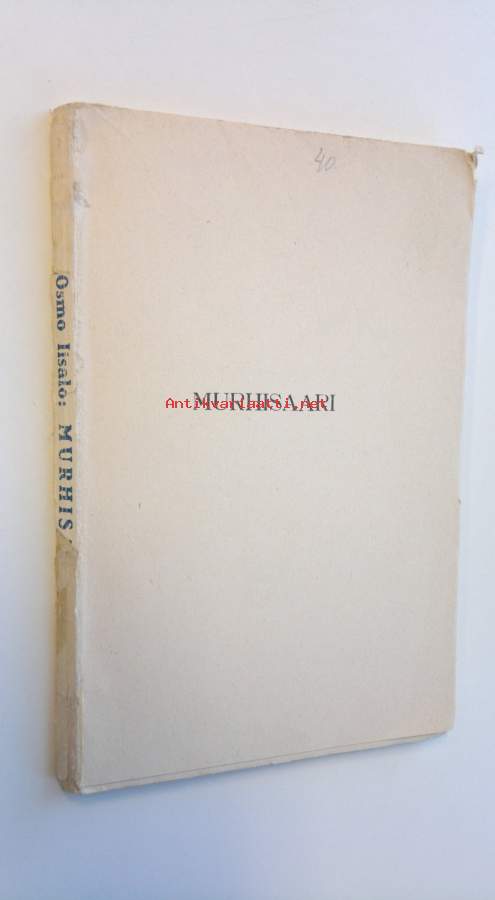 40
MURHISAARI
Antikvariaatti.net
Osmo Iisalo: MURHIS